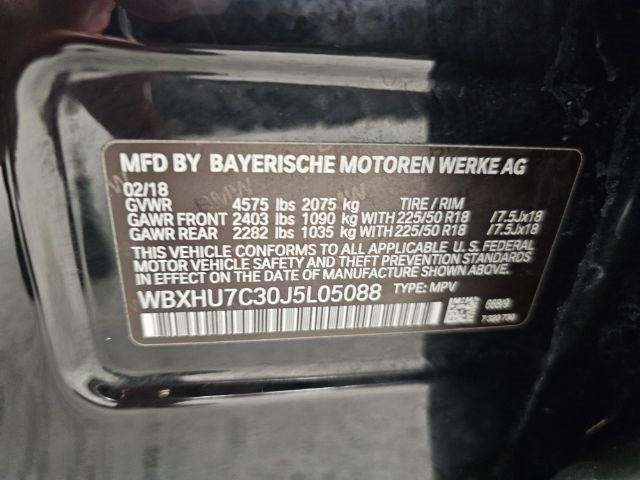 MFD BY BAYERISCHE MOTOREN WERKE AG
02/18
GVWR 4575 lbs 2075 kg TIRE / RIM
GAWR FRONT 2403 lbs 1090 kg WITH 225/50 R18 /7.5Jx18
GAWR REAR 2282 lbs 1035 kg WITH 225/50 R18 /7.5Jx18
THIS VEHICLE CONFORMS TO ALL APPLICABLE U.S. FEDERAL
MOTOR VEHICLE SAFETY AND THEFT PREVENTION STANDARDS
IN EFFECT ON THE DATE OF MANUFACTURE SHOWN ABOVE.
WBXHU7C30J5L05088 TYPE: MPV